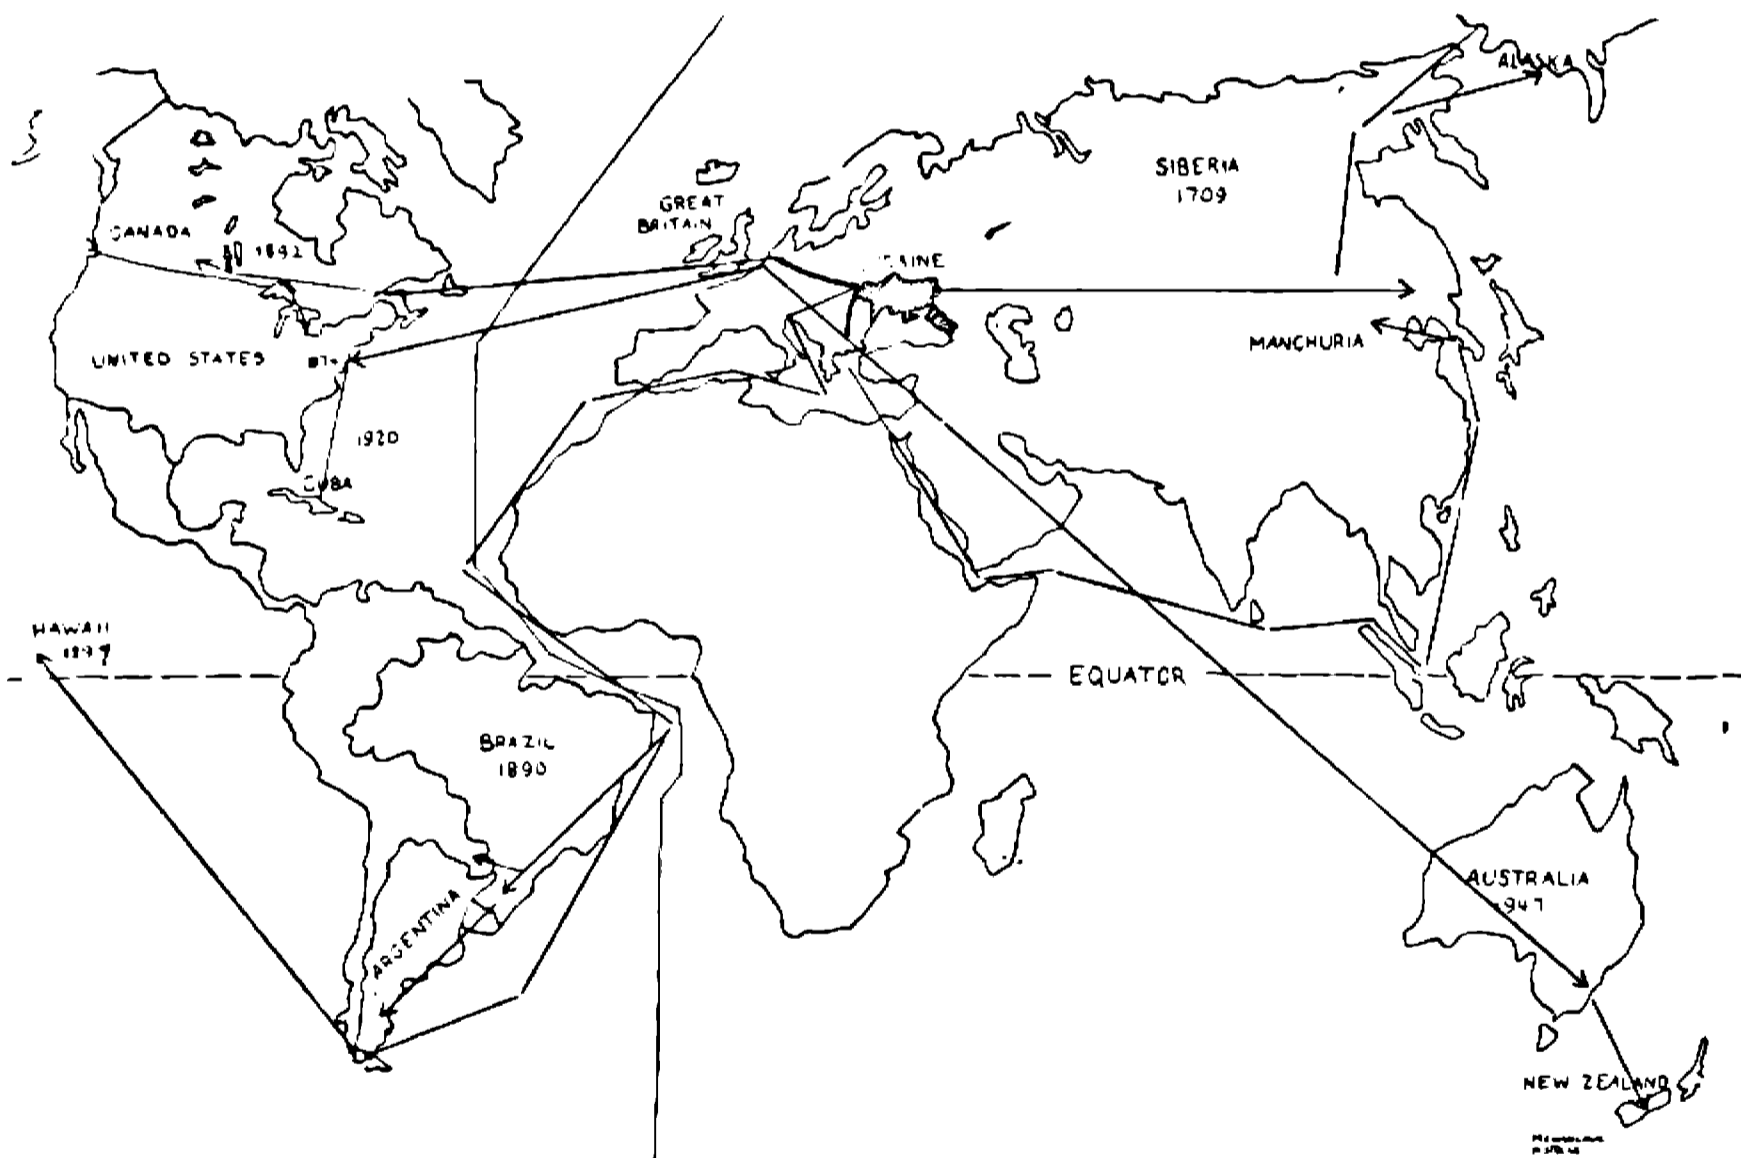 ALASKA
SIBERIA
1709
GREAT
BRITAIN
CANADA
1892
MANCHURIA
UNITED STATES
1920
CUBA
HAWAII
EQUATOR
BRAZIL
1890
ARGENTINA
AUSTRALIA
NEW ZEALAND